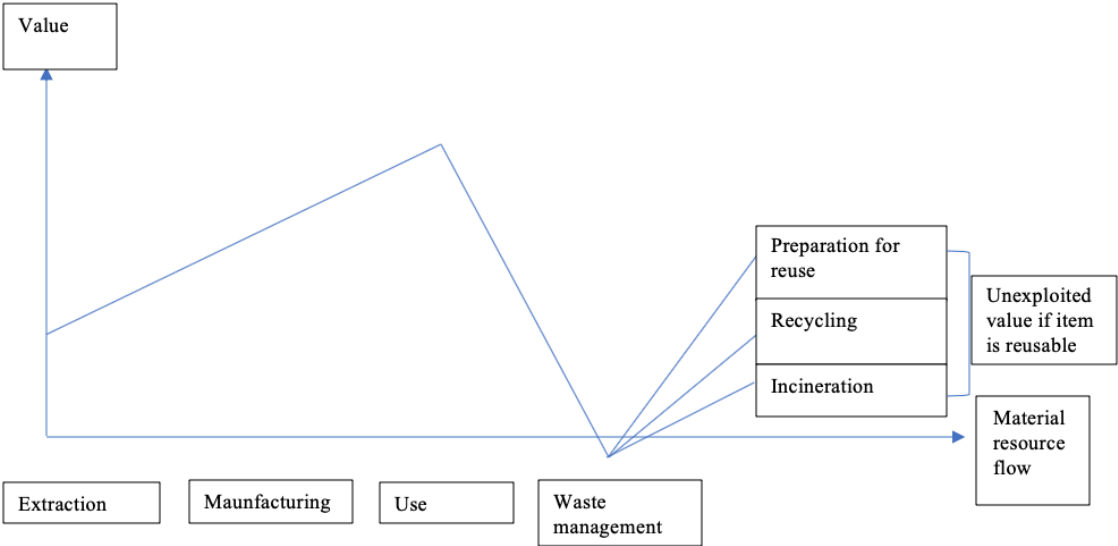 Value
Preparation for
reuse
Recycling
Incineration
Unexploited
value if item
is reusable
Material
resource
flow
Extraction
Maunfacturing
Use
Waste
management